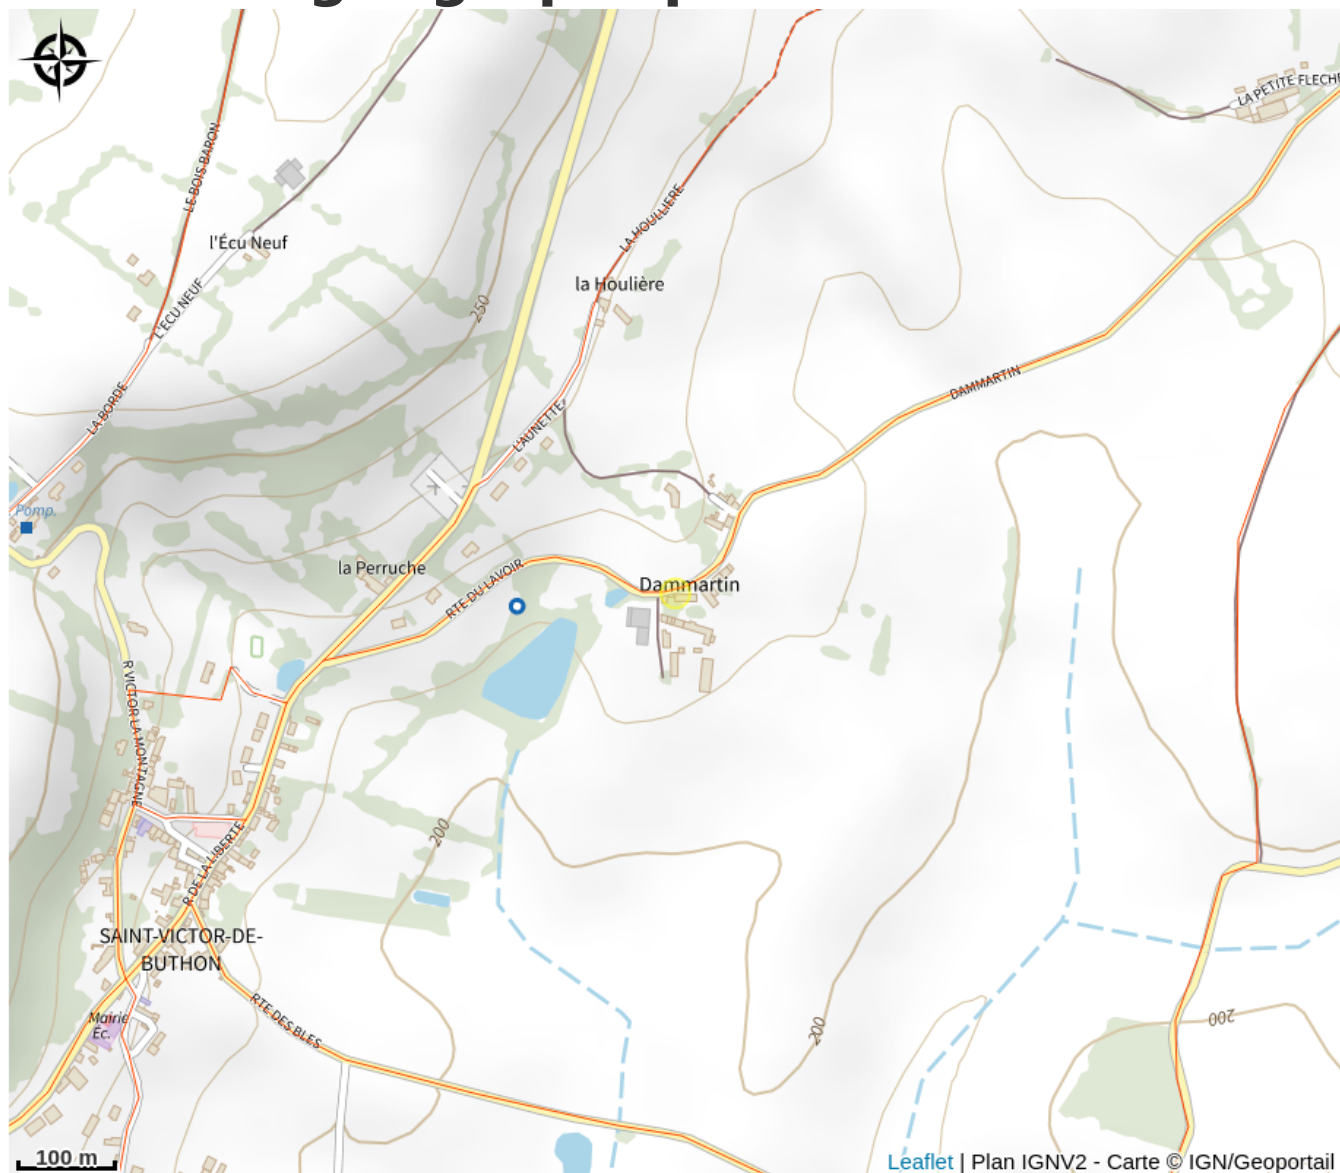 LA PETITE FLECHE
LE BOIS BARON
LA HOULLIERE
l'Écu Neuf
la Houlière
L'ECU NEUF
250
DAMMARTIN
LA BORDE
L'AUNETTE
Pomp.
la Perruche
RTE DU LAVOIR
Dammartin
R VICTOR LA MONTAGNE
200
R DE LA LIBERTE
SAINT-VICTOR-DE-
BUTHON
RTE DES BLES
Mairie
Éc.
200
200
100 m
Leaflet | Plan IGNV2 - Carte © IGN/Geoportail